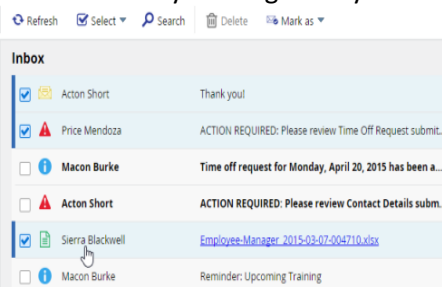 Refresh Select Search Delete Mark as
Inbox
Acton Short Thank you!
Price Mendoza ACTION REQUIRED: Please review Time Off Request submit...
Macon Burke Time off request for Monday, April 20, 2015 has been a...
Acton Short ACTION REQUIRED: Please review Contact Details subm...
Sierra Blackwell Employee-Manager_2015-03-07-004710.xlsx
Macon Burke Reminder: Upcoming Training